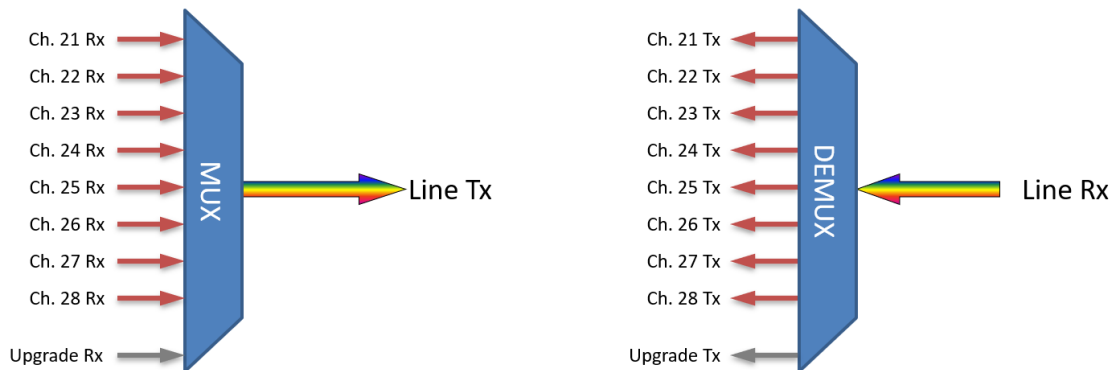 Ch. 21 Rx
Ch. 22 Rx
Ch. 23 Rx
Ch. 24 Rx
Ch. 25 Rx
Ch. 26 Rx
Ch. 27 Rx
Ch. 28 Rx
Upgrade Rx
MUX
Line Tx
Ch. 21 Tx
Ch. 22 Tx
Ch. 23 Tx
Ch. 24 Tx
Ch. 25 Tx
Ch. 26 Tx
Ch. 27 Tx
Ch. 28 Tx
Upgrade Tx
DEMUX
Line Rx